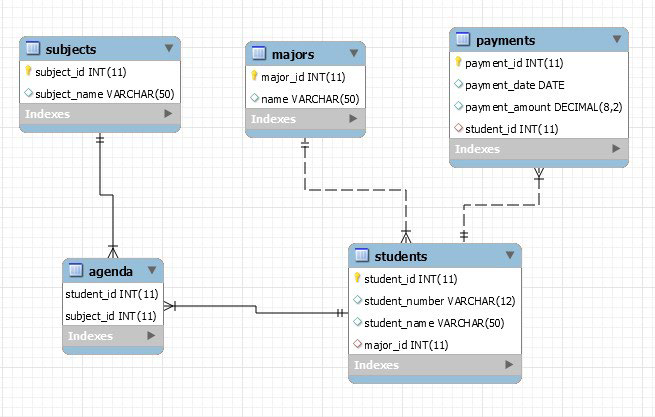 subjects
subject_id INT(11)
subject_name VARCHAR(50)
Indexes
majors
major_id INT(11)
name VARCHAR(50)
Indexes
payments
payment_id INT(11)
payment_date DATE
payment_amount DECIMAL(8,2)
student_id INT(11)
Indexes
agenda
student_id INT(11)
subject_id INT(11)
Indexes
students
student_id INT(11)
student_number VARCHAR(12)
student_name VARCHAR(50)
major_id INT(11)
Indexes